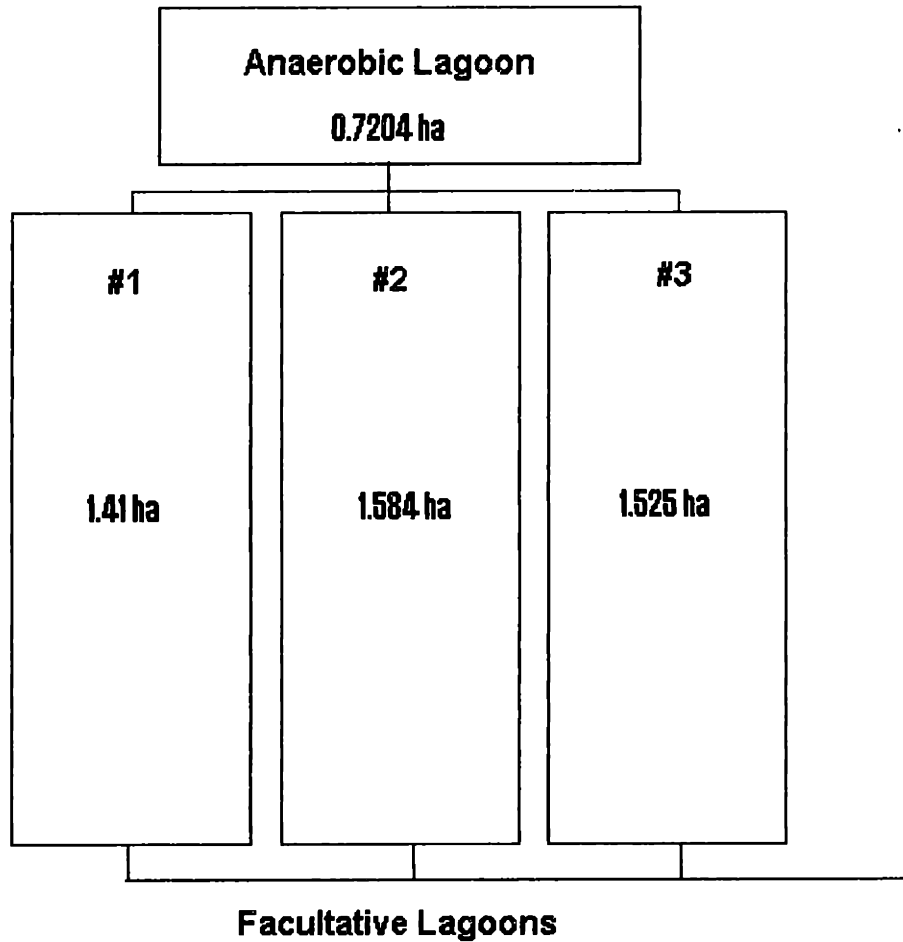 Anaerobic Lagoon
0.7204 ha
#1
#2
#3
1.41 ha
1.584 ha
1.525 ha
Facultative Lagoons